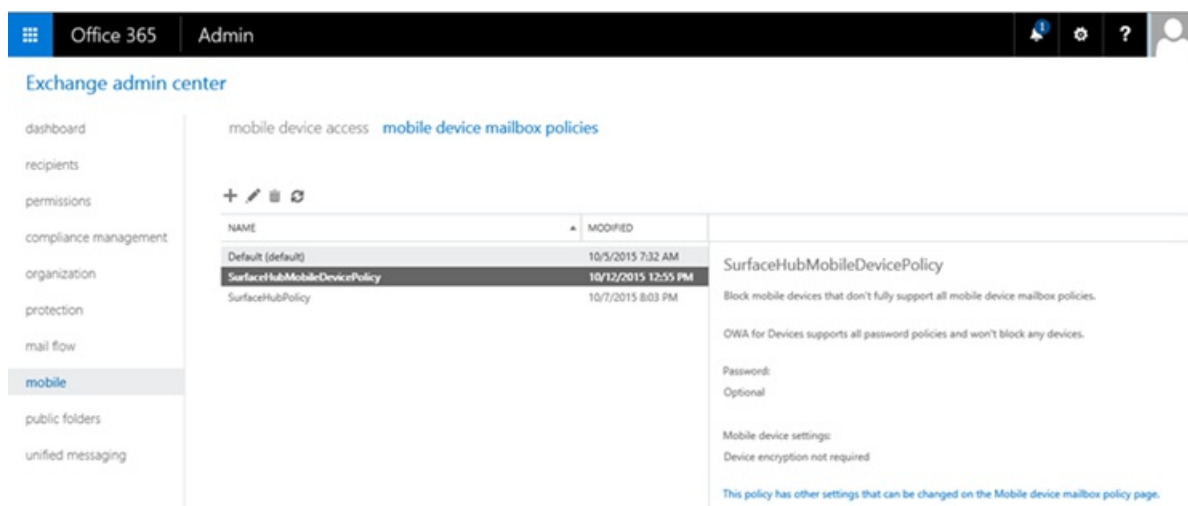 Office 365 Admin 1 ?
Exchange admin center
dashboard
recipients
permissions
compliance management
organization
protection
mail flow
mobile
public folders
unified messaging
mobile device access mobile device mailbox policies
NAME MODIFIED
Default (default) 10/5/2015 7:32 AM
SurfaceHubMobileDevicePolicy 10/12/2015 12:55 PM
SurfaceHubPolicy 10/7/2015 8:03 PM
SurfaceHubMobileDevicePolicy
Block mobile devices that don't fully support all mobile device mailbox policies.
OWA for Devices supports all password policies and won't block any devices.
Password:
Optional
Mobile device settings:
Device encryption not required
This policy has other settings that can be changed on the Mobile device mailbox policy page.